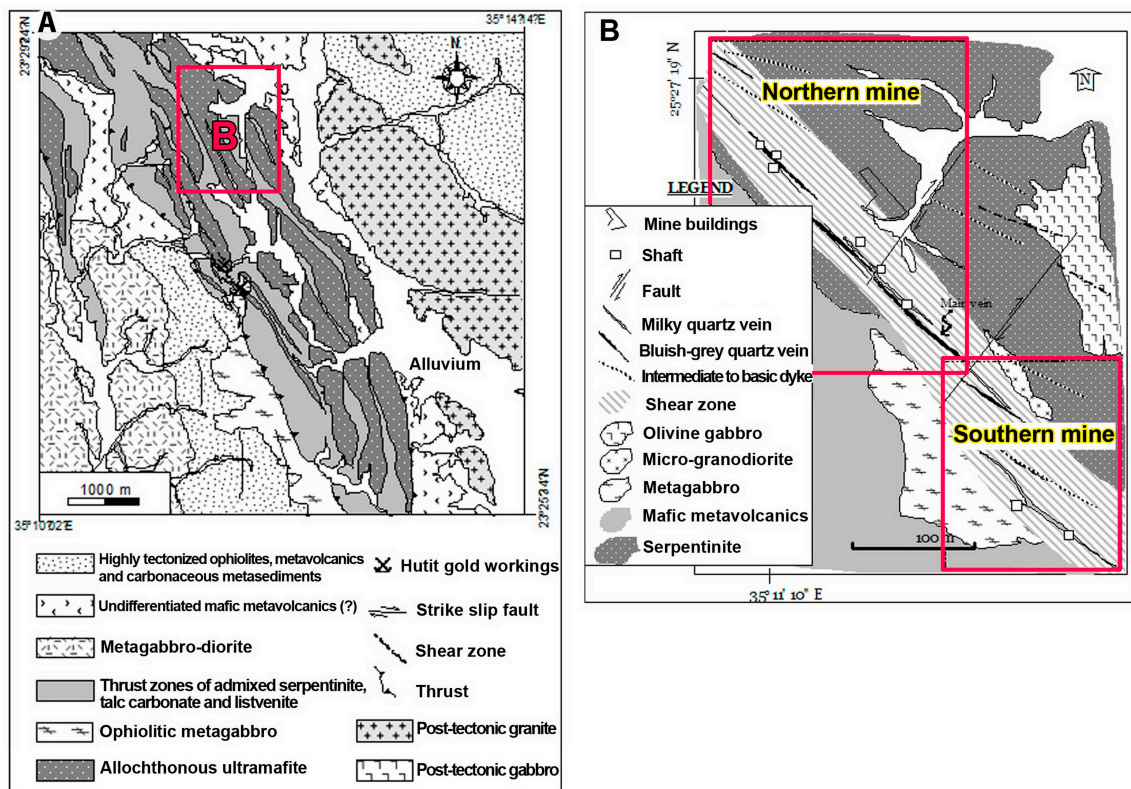 A
35°14'14"E
23°29'24"N
N
B
Alluvium
1000 m
35°10'02"E
23°25'34"N
Highly tectonized ophiolites, metavolcanics
and carbonaceous metasediments
Undifferentiated mafic metavolcanics (?)
Metagabbro-diorite
Thrust zones of admixed serpentinite,
talc carbonate and listvenite
Ophiolitic metagabbro
Allochthonous ultramafite
Hutit gold workings
Strike slip fault
Shear zone
Thrust
Post-tectonic granite
Post-tectonic gabbro
B
25°27'19" N
Northern mine
N
LEGEND
Mine buildings
Shaft
Fault
Milky quartz vein
Bluish-grey quartz vein
Intermediate to basic dyke
Shear zone
Olivine gabbro
Micro-granodiorite
Metagabbro
Mafic metavolcanics
Serpentinite
Main vein
Southern mine
100 m
35°11'10" E